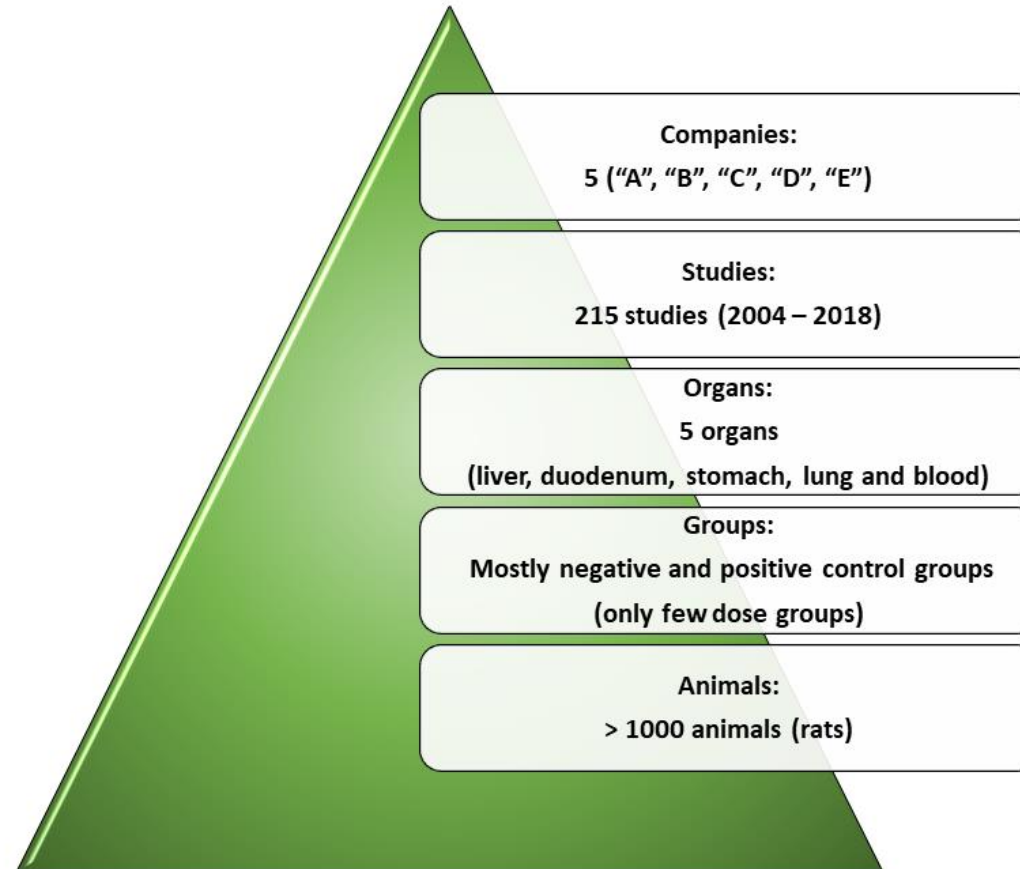 Companies:
5 (“A”, “B”, “C”, “D”, “E”)
Studies:
215 studies (2004 – 2018)
Organs:
5 organs
(liver, duodenum, stomach, lung and blood)
Groups:
Mostly negative and positive control groups
(only few dose groups)
Animals:
> 1000 animals (rats)